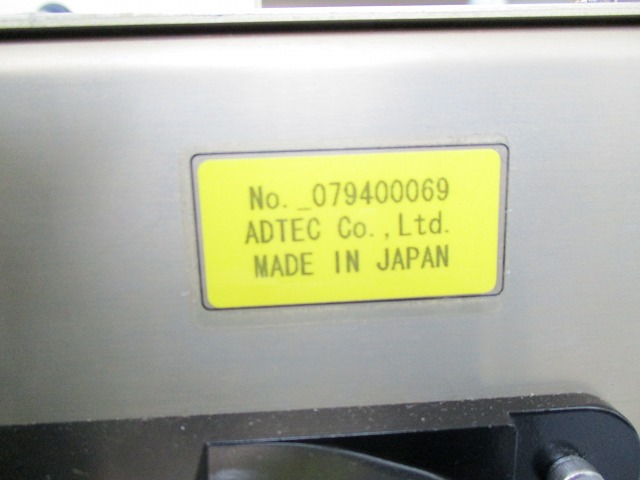 No._079400069
ADTEC Co.,Ltd.
MADE IN JAPAN